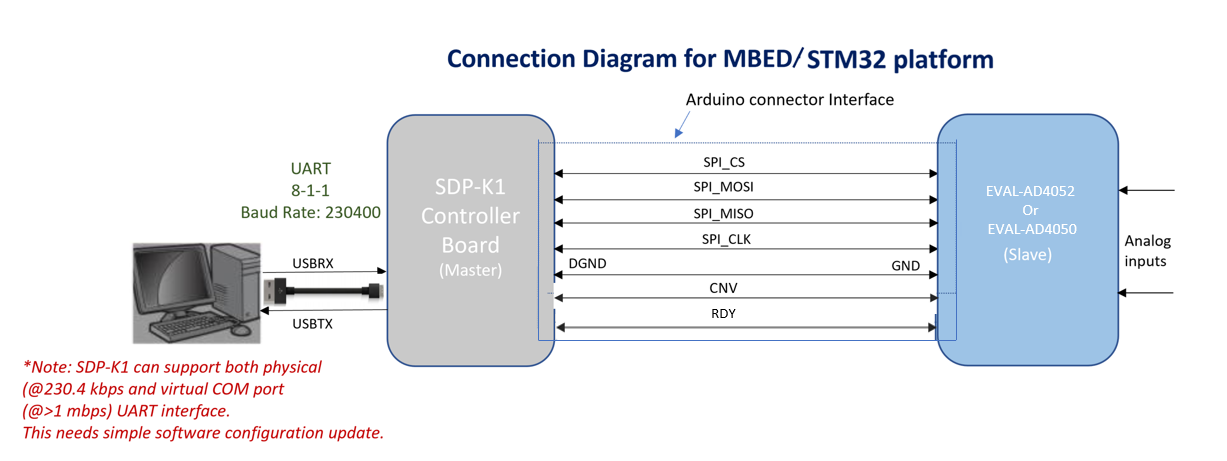 Connection Diagram for MBED/STM32 platform
Arduino connector Interface
UART
8-1-1
Baud Rate: 230400
SDP-K1
Controller
Board
(Master)
SPI_CS
SPI_MOSI
SPI_MISO
SPI_CLK
DGND
GND
CNV
RDY
EVAL-AD4052
Or
EVAL-AD4050
(Slave)
Analog
inputs
USBRX
USBTX
*Note: SDP-K1 can support both physical
(@230.4 kbps and virtual COM port
(@>1 mbps) UART interface.
This needs simple software configuration update.